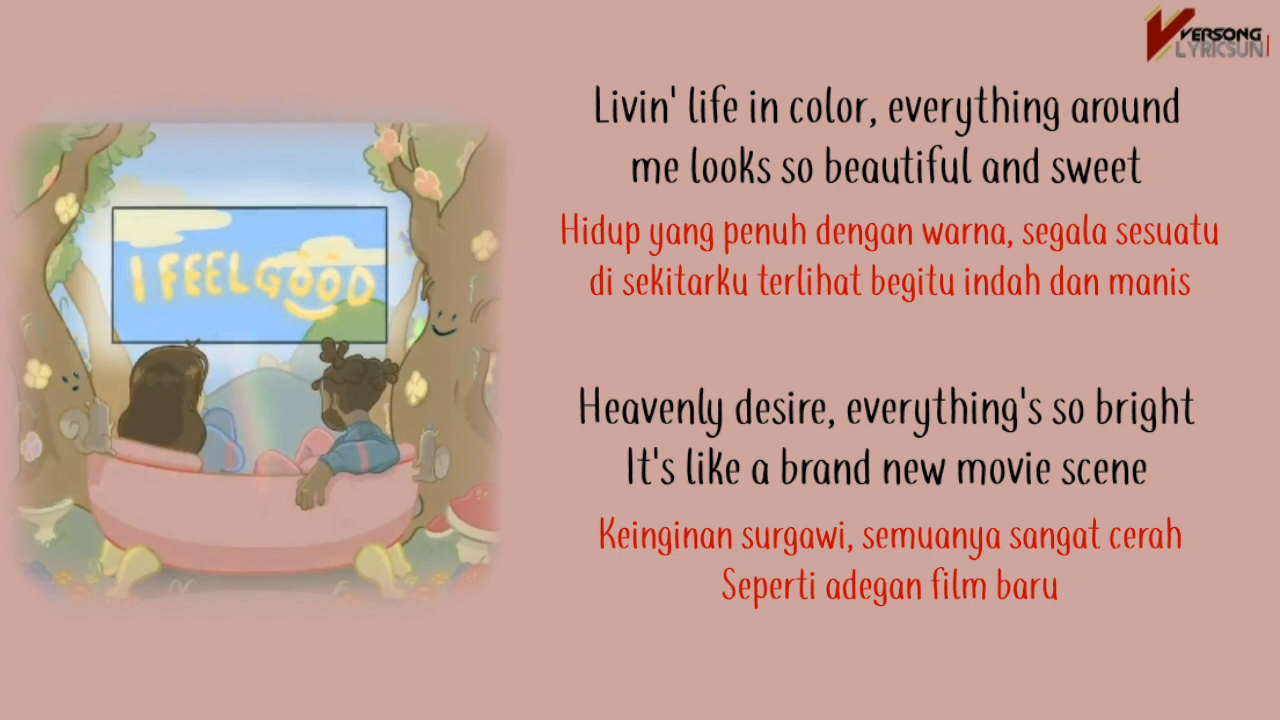 VERSONG
LYRICSUN
Livin' life in color, everything around
me looks so beautiful and sweet
Hidup yang penuh dengan warna, segala sesuatu
di sekitarku terlihat begitu indah dan manis
I FEEL GOOD
Heavenly desire, everything's so bright
It's like a brand new movie scene
Keinginan surgawi, semuanya sangat cerah
Seperti adegan film baru